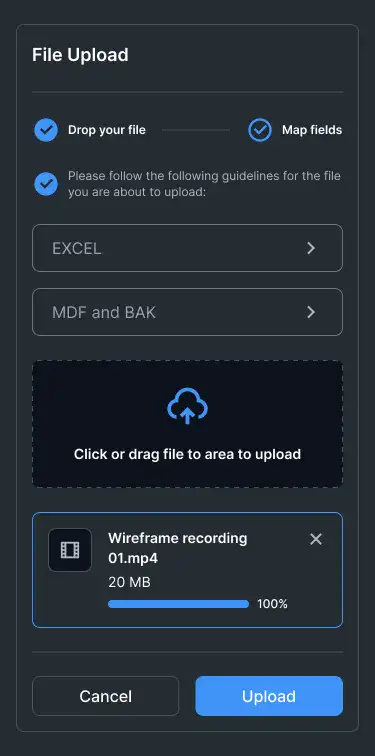 File Upload
Drop your file
Map fields
Please follow the following guidelines for the file
you are about to upload:
EXCEL
MDF and BAK
Click or drag file to area to upload
Wireframe recording
01.mp4
20 MB
100%
Cancel
Upload